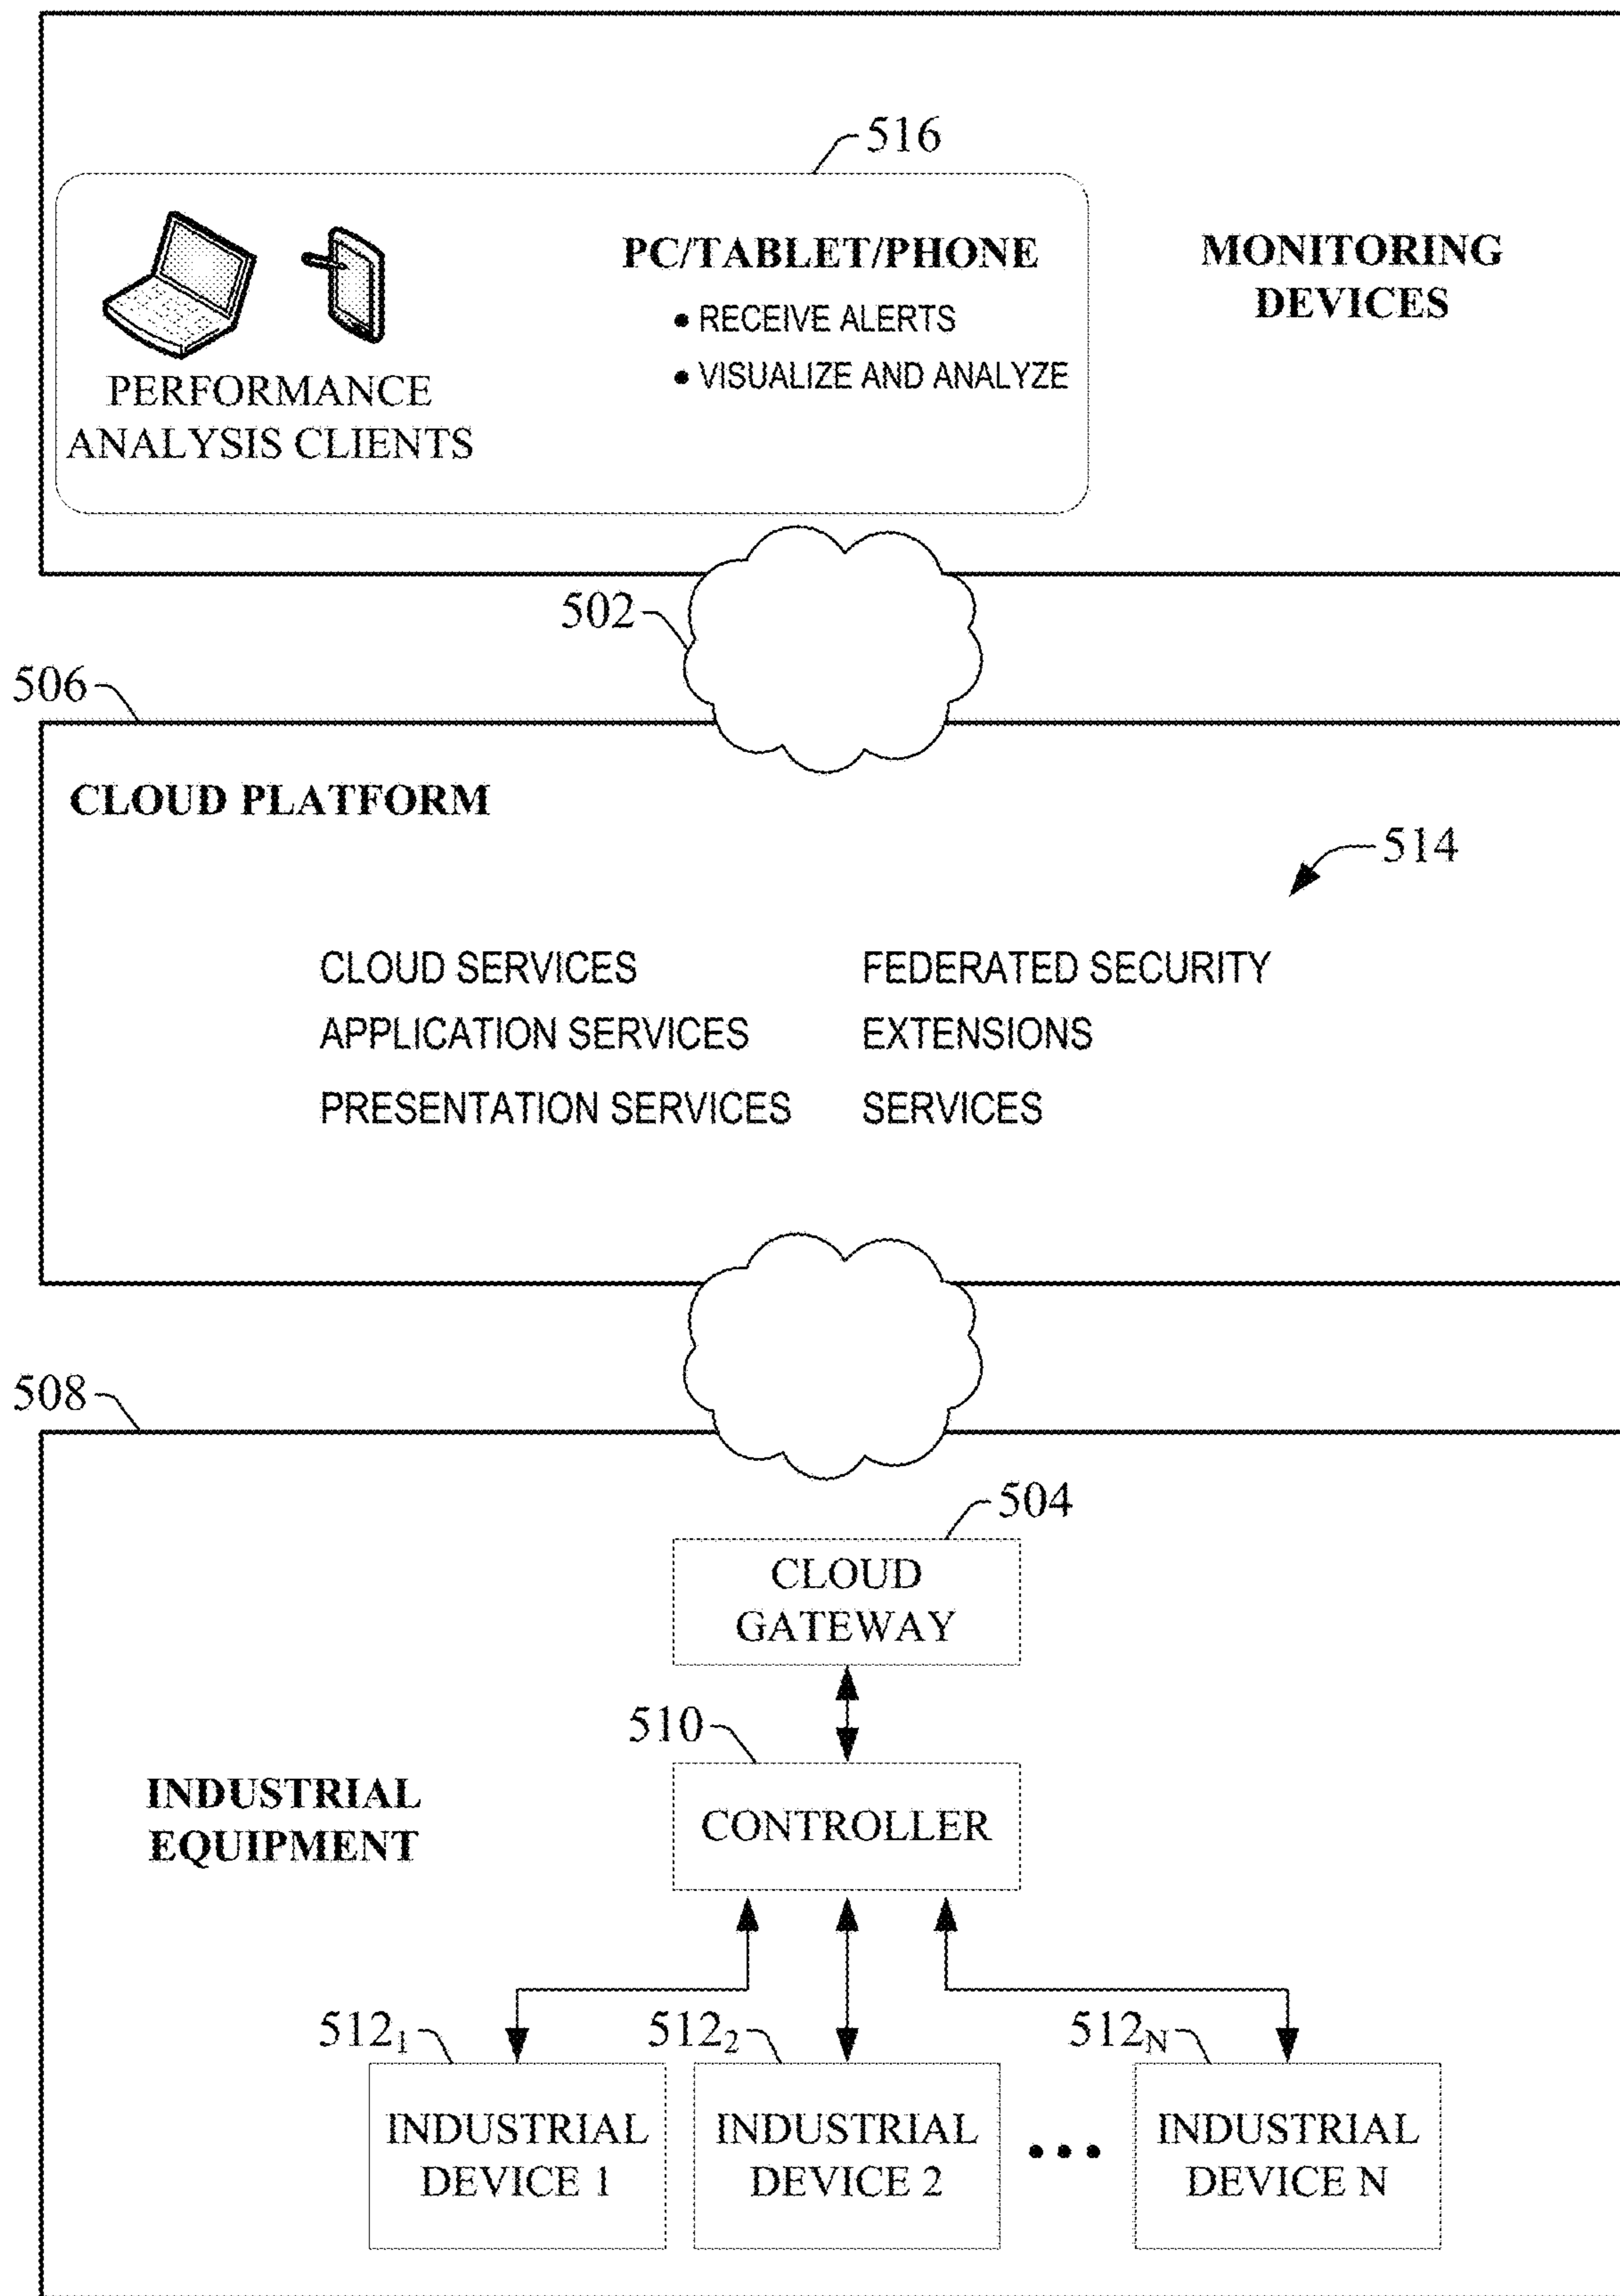 516
PC/TABLET/PHONE
• RECEIVE ALERTS
• VISUALIZE AND ANALYZE
PERFORMANCE
ANALYSIS CLIENTS
MONITORING
DEVICES
502
506
CLOUD PLATFORM
514
CLOUD SERVICES
APPLICATION SERVICES
PRESENTATION SERVICES
FEDERATED SECURITY
EXTENSIONS
SERVICES
508
504
CLOUD
GATEWAY
510
CONTROLLER
INDUSTRIAL
EQUIPMENT
512₁
512₂
512N
INDUSTRIAL
DEVICE 1
INDUSTRIAL
DEVICE 2
•••
INDUSTRIAL
DEVICE N